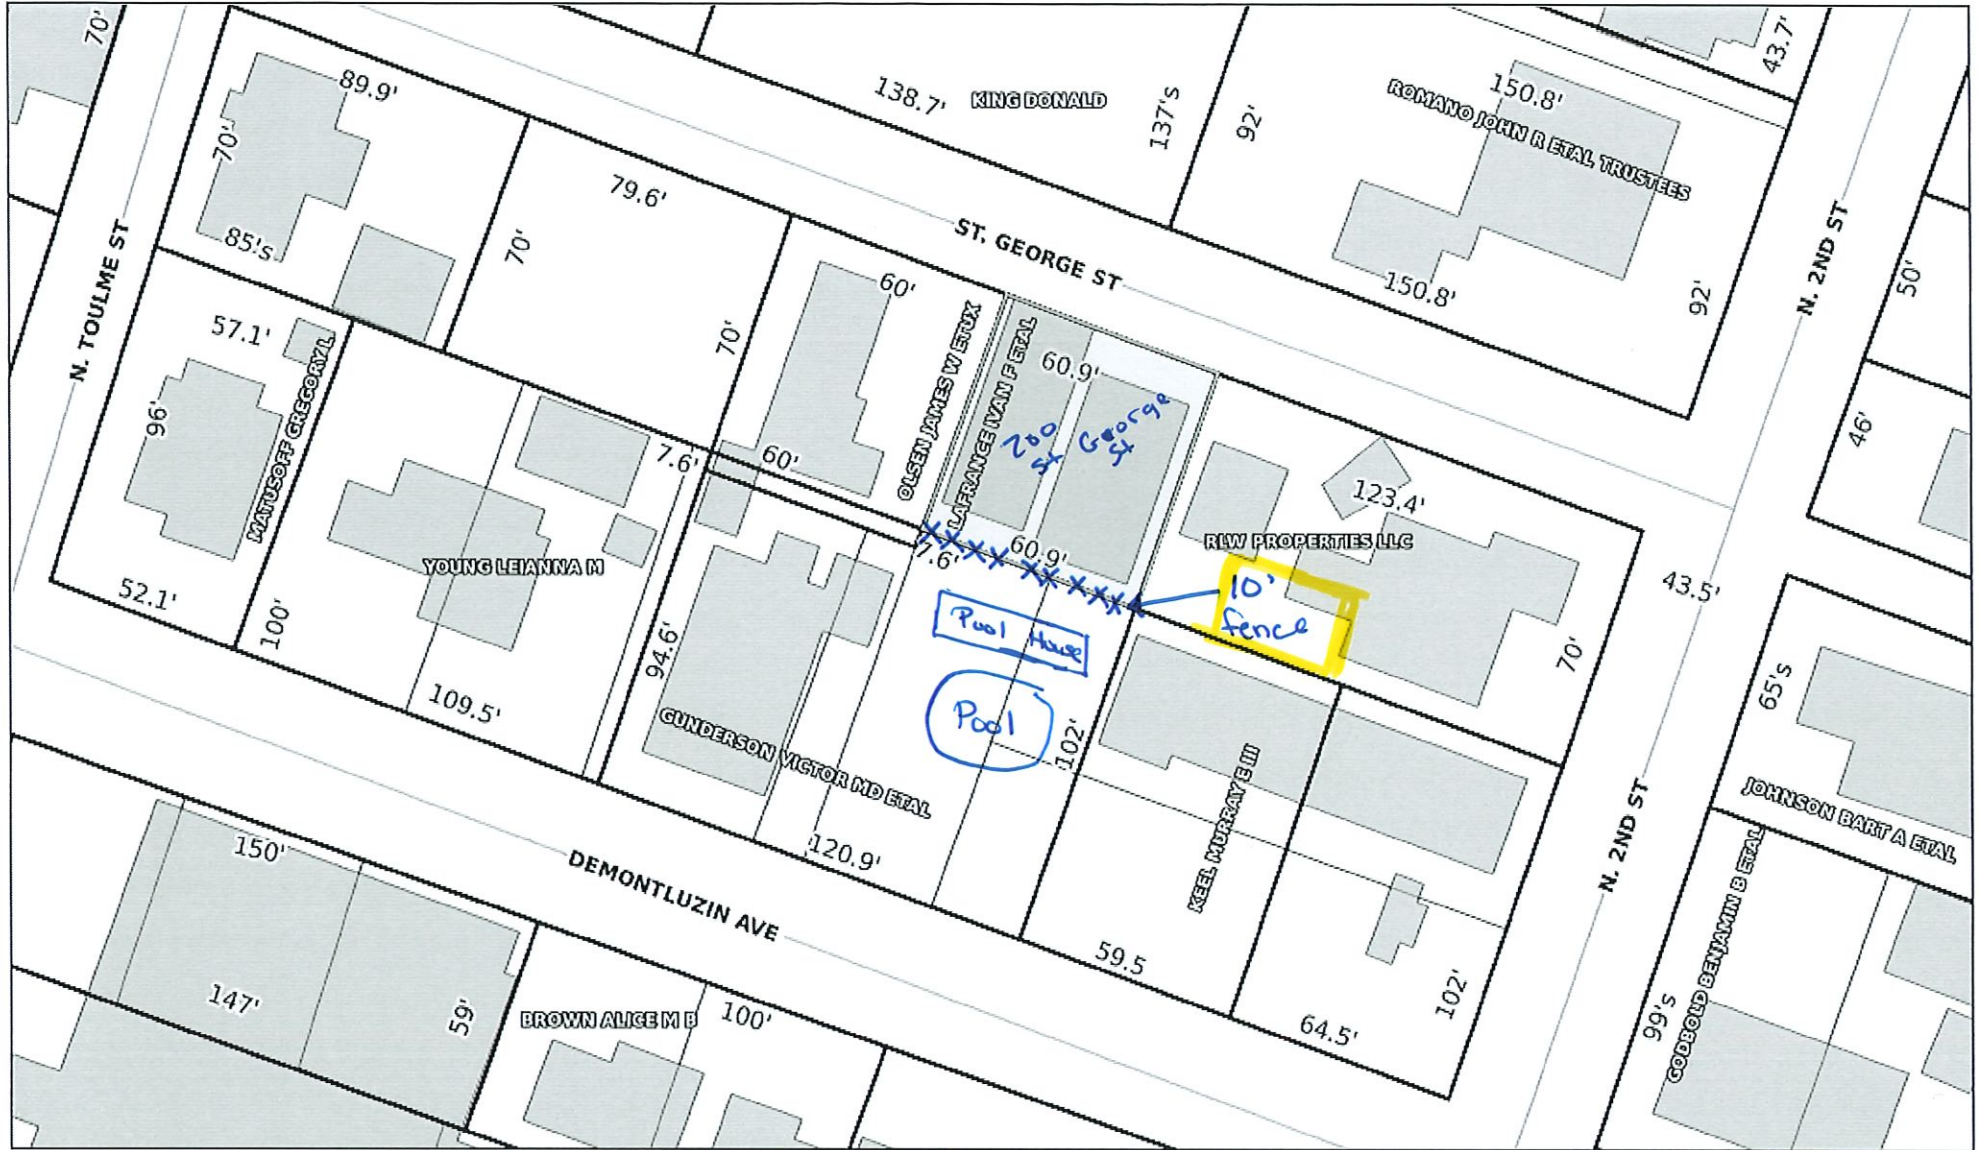 70'
89.9'
70'
85's
79.6'
70'
138.7'
KING DONALD
137's
92'
150.8'
ROMANO JOHN R ETAL TRUSTEES
43.7'
150.8'
92'
N. 2ND ST
50'
46'
ST. GEORGE ST
N. TOULME ST
57.1'
96'
MATUSOFF GREGORY L
52.1'
100'
YOUNG LEIANNA M
109.5'
7.6'
60'
70'
60'
OLSEN JAMES W ETUX
LAFRANCE IVAN F ETAL
60.9'
200 George
St St
60.9'
7.6'
123.4'
RLW PROPERTIES LLC
10'
fence
70'
43.5'
Pool House
Pool
102'
94.6'
GUNDERSON VICTOR MD ETAL
120.9'
KEEL MURRAY E III
59.5
64.5'
102'
N. 2ND ST
65's
JOHNSON BART A ETAL
GODBOLD BENJAMIN B ETAL
99's
DEMONTLUZIN AVE
150'
147'
59'
BROWN ALICE M B
100'